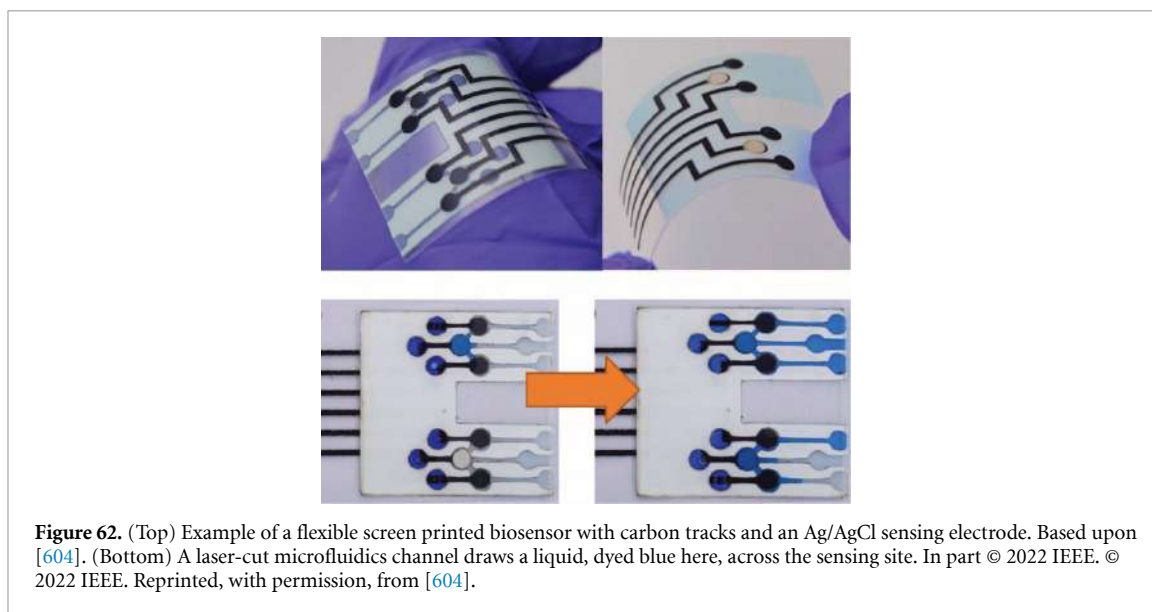 Figure 62. (Top) Example of a flexible screen printed biosensor with carbon tracks and an Ag/AgCl sensing electrode. Based upon
[604]. (Bottom) A laser-cut microfluidics channel draws a liquid, dyed blue here, across the sensing site. In part © 2022 IEEE. ©
2022 IEEE. Reprinted, with permission, from [604].